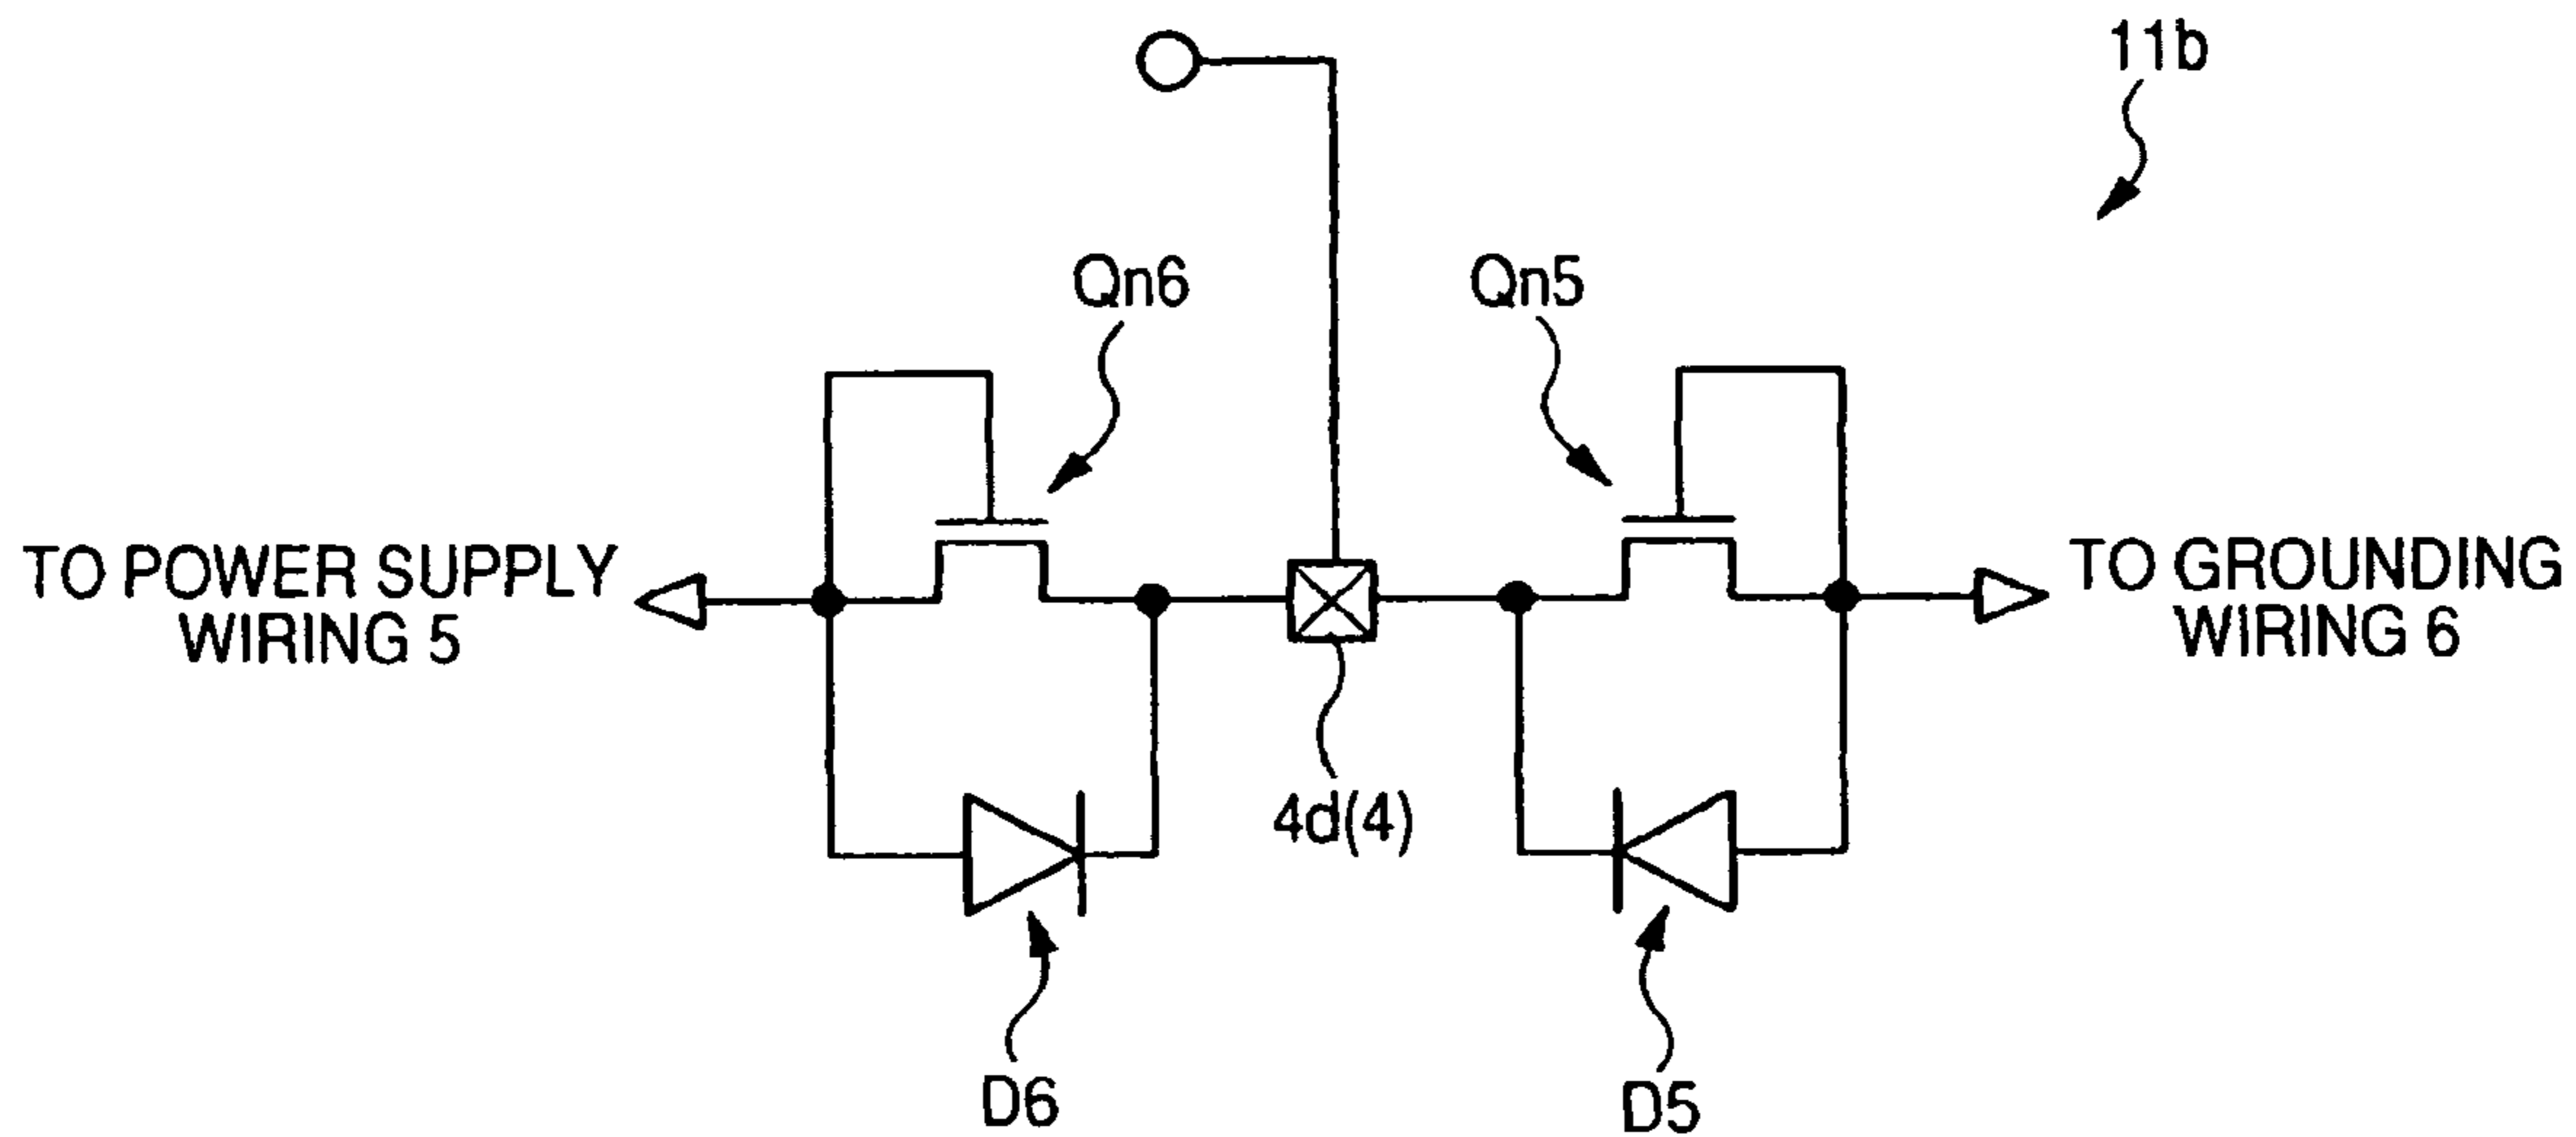 11b
Qn6
Qn5
TO POWER SUPPLY
WIRING 5
TO GROUNDING
WIRING 6
4d(4)
D6
D5